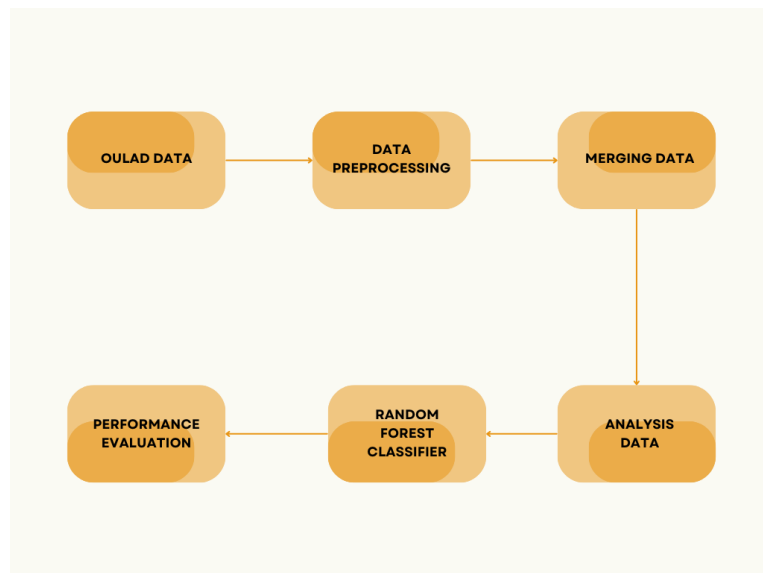 OULAD DATA
DATA
PREPROCESSING
MERGING DATA
ANALYSIS
DATA
RANDOM
FOREST
CLASSIFIER
PERFORMANCE
EVALUATION